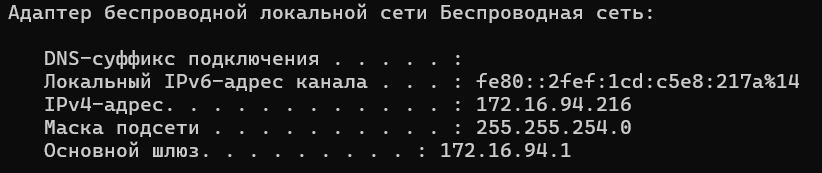 Адаптер беспроводной локальной сети Беспроводная сеть:
DNS-суффикс подключения . . . . . :
Локальный IPv6-адрес канала . . . : fe80::2fef:1cd:c5e8:217a%14
IPv4-адрес. . . . . . . . . . . . : 172.16.94.216
Маска подсети . . . . . . . . . . : 255.255.254.0
Основной шлюз. . . . . . . . . : 172.16.94.1